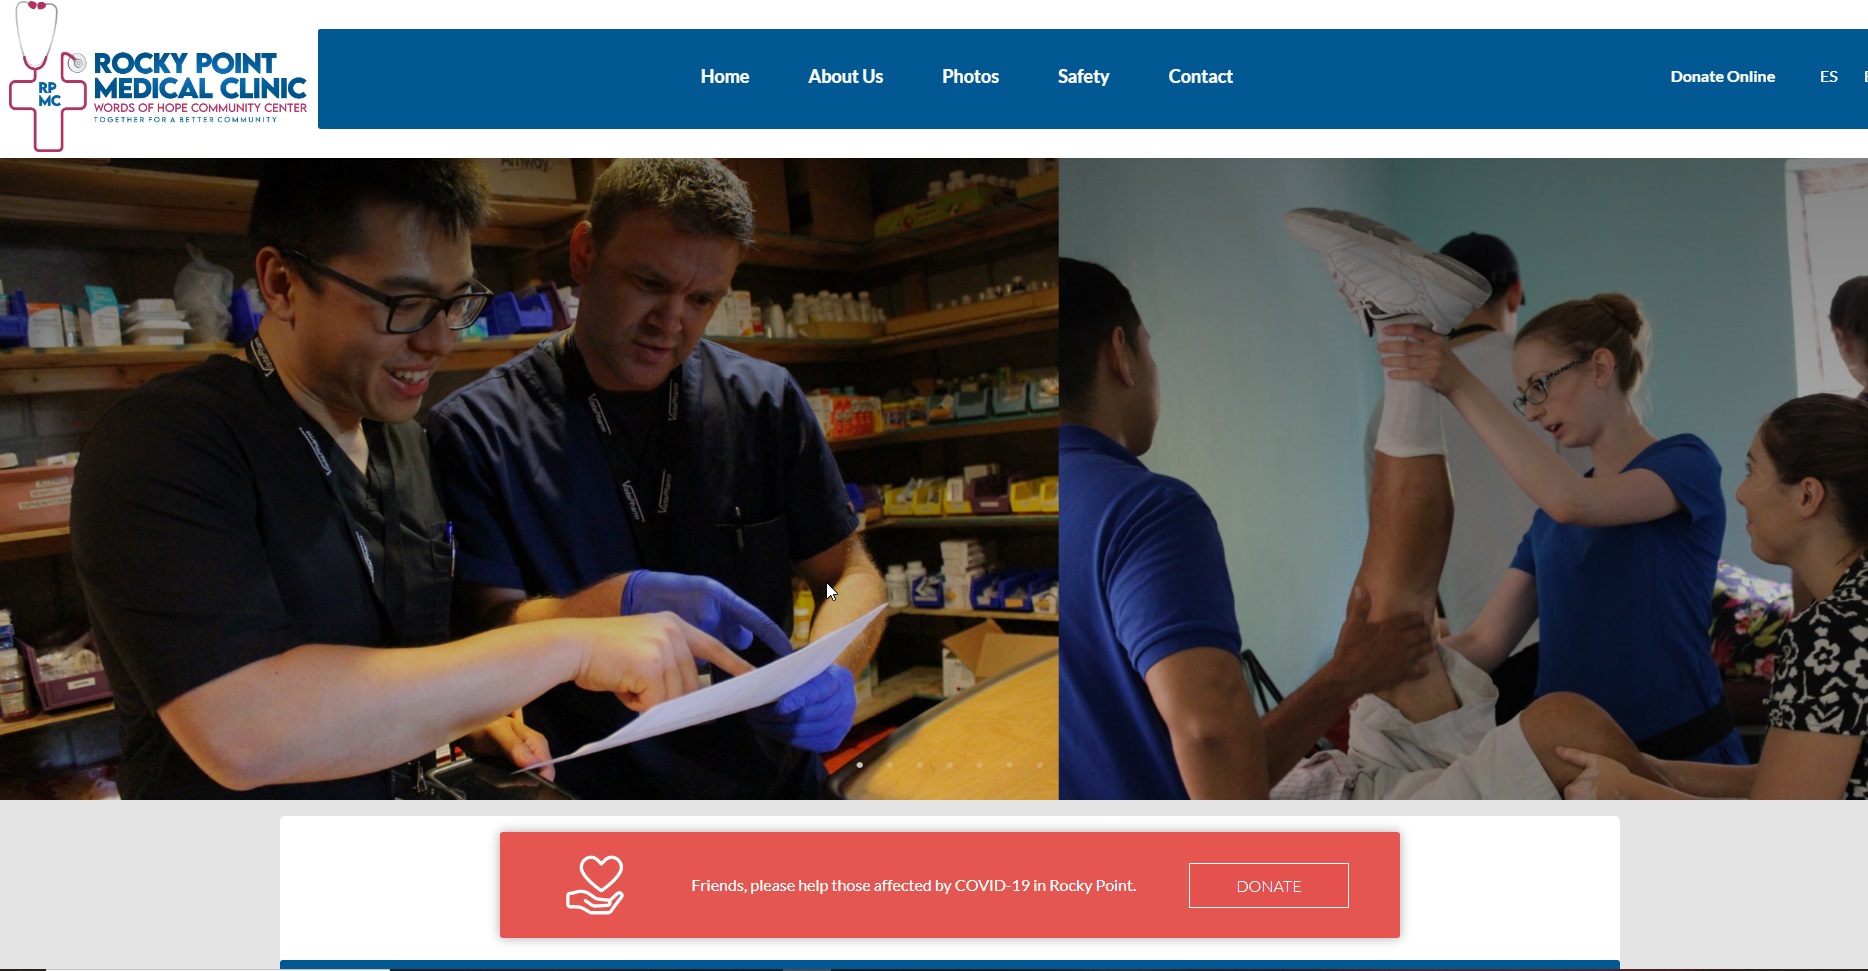 RP
MC
ROCKY POINT
MEDICAL CLINIC
WORDS OF HOPE COMMUNITY CENTER
TOGETHER FOR A BETTER COMMUNITY
Home
About Us
Photos
Safety
Contact
Donate Online
ES
Friends, please help those affected by COVID-19 in Rocky Point.
DONATE